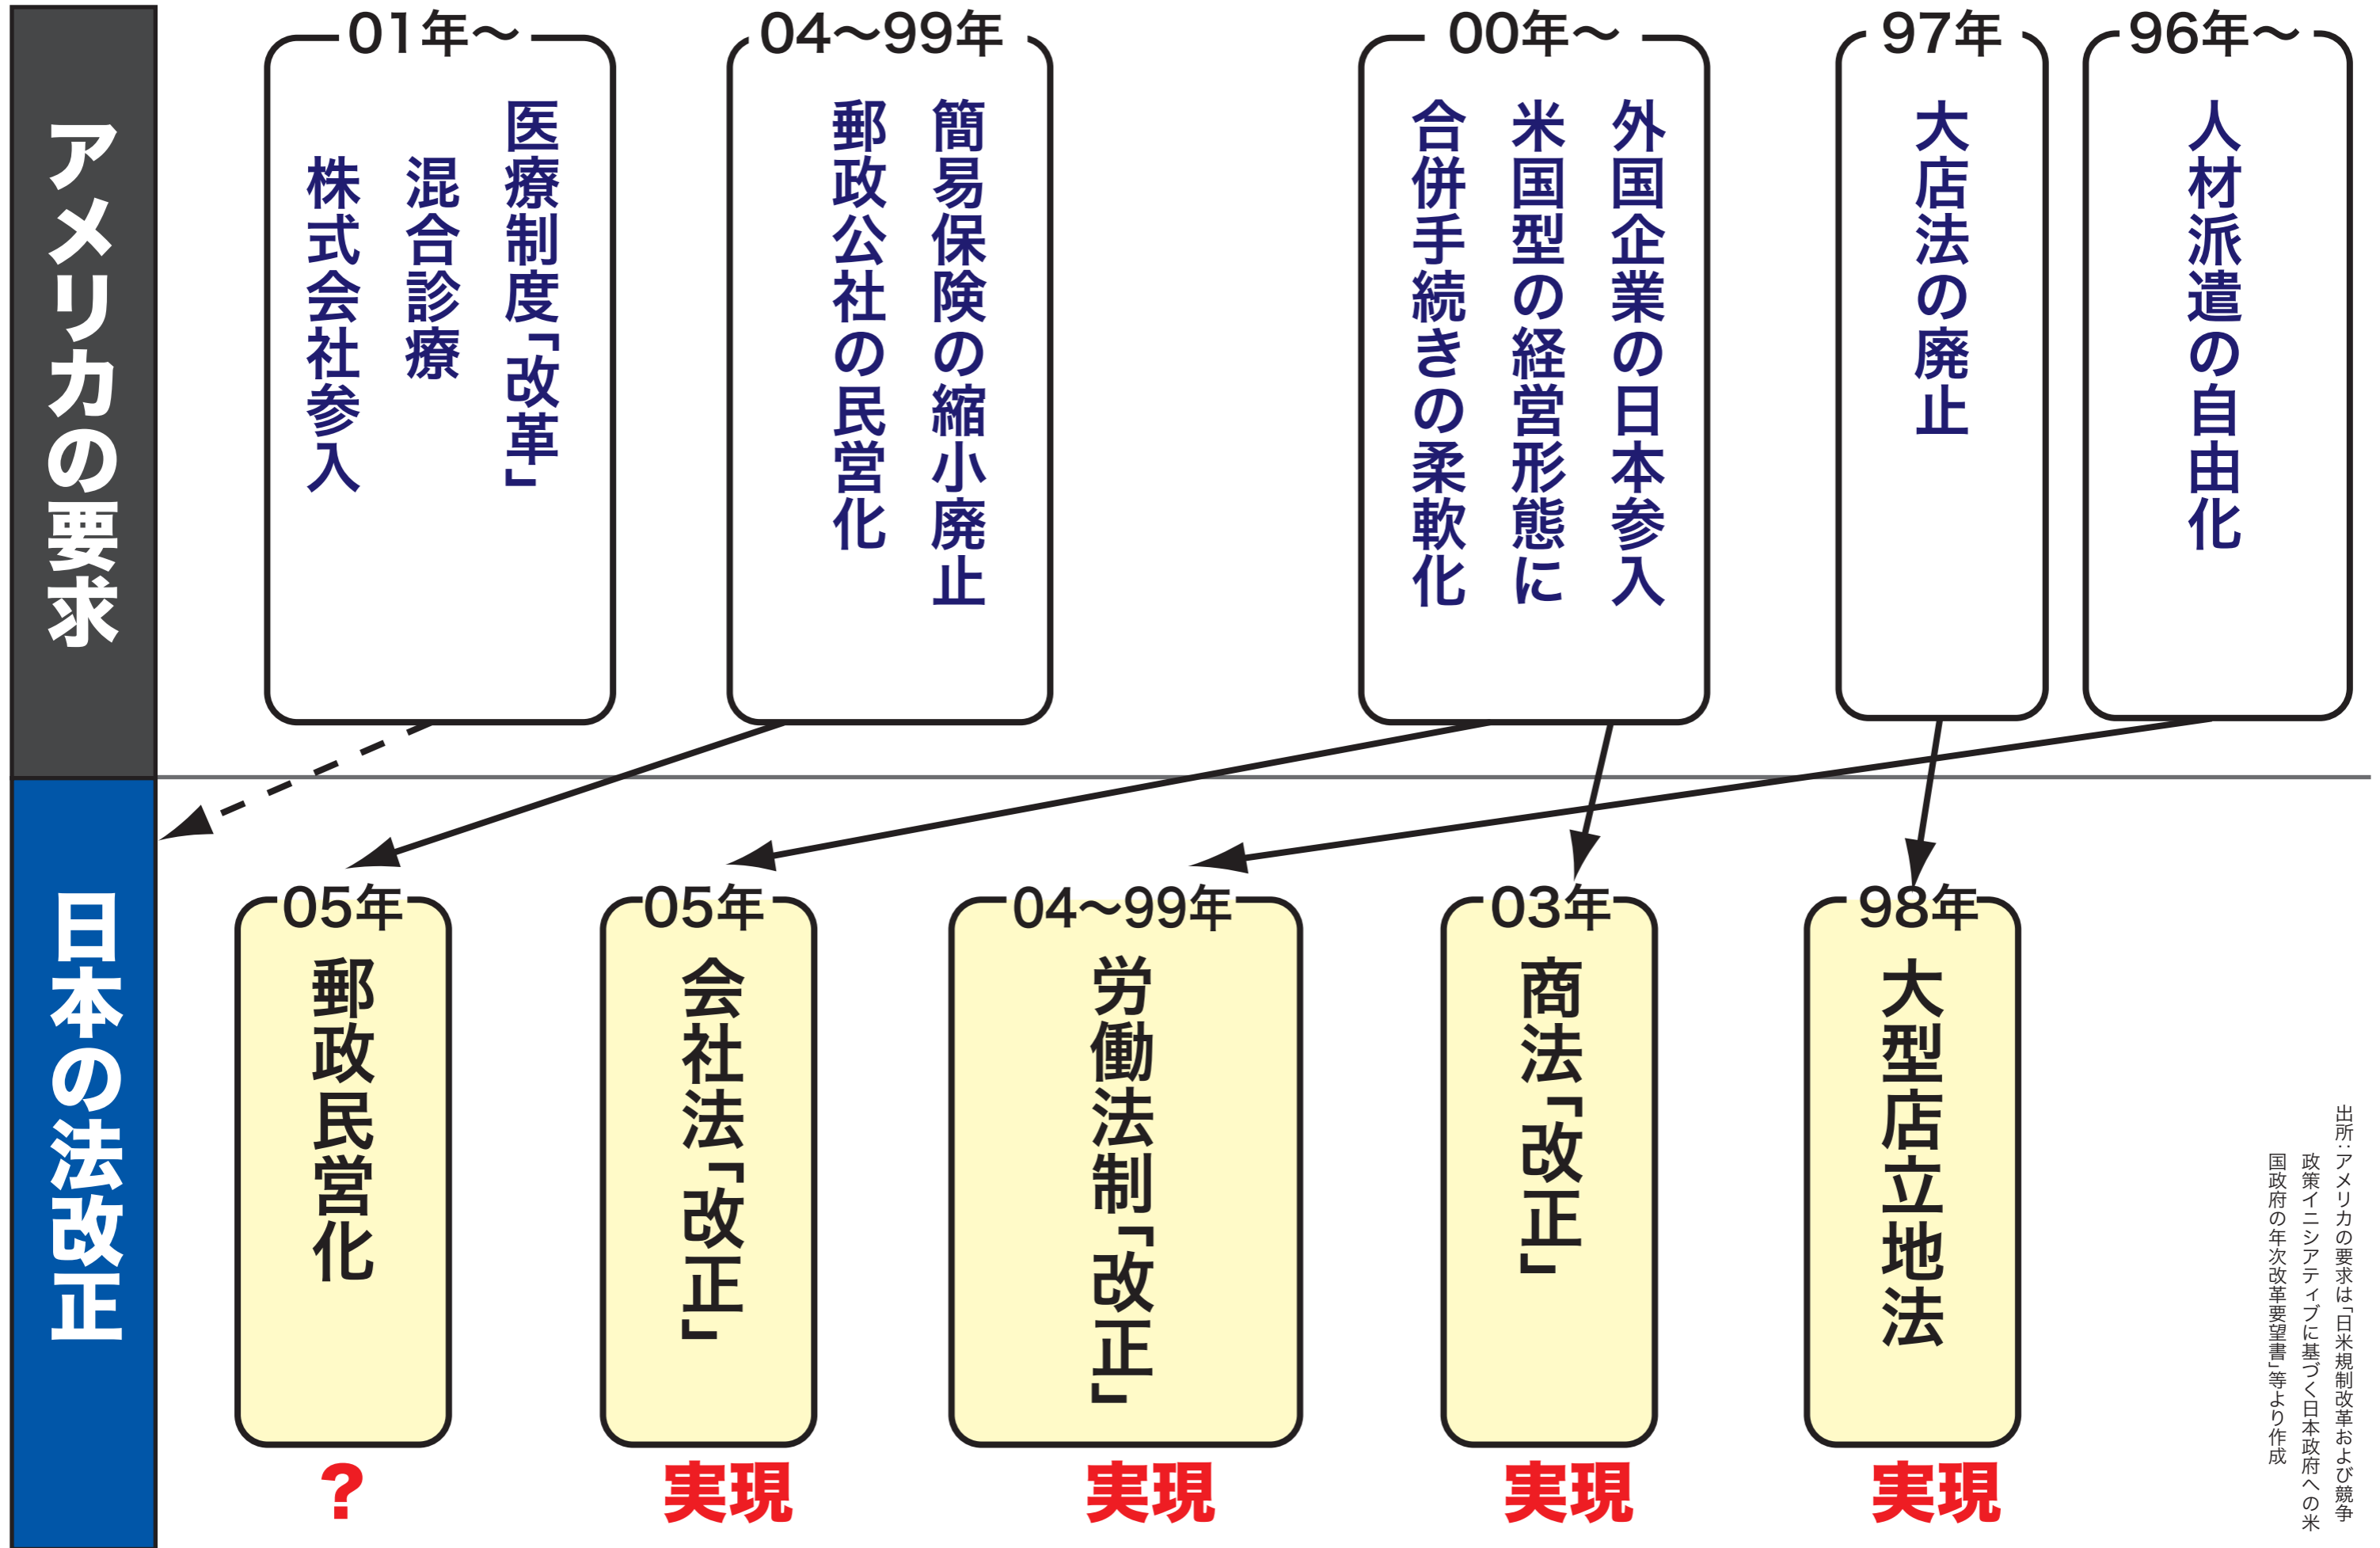 アメリカの要求
96年〜
人材派遣の自由化
97年
大店法の廃止
00年〜
外国企業の日本参入
米国型の経営形態に
合併手続きの柔軟化
04〜99年
簡易保険の縮小廃止
郵政公社の民営化
01年〜
医療制度「改革」
混合診療
株式会社参入
日本の法改正
98年
大型店立地法
実現
03年
商法「改正」
実現
04〜99年
労働法制「改正」
実現
05年
会社法「改正」
実現
05年
郵政民営化
?
出所:アメリカの要求は「日米規制改革および競争
政策イニシアティブに基づく日本政府への米
国政府の年次改革要望書」等より作成